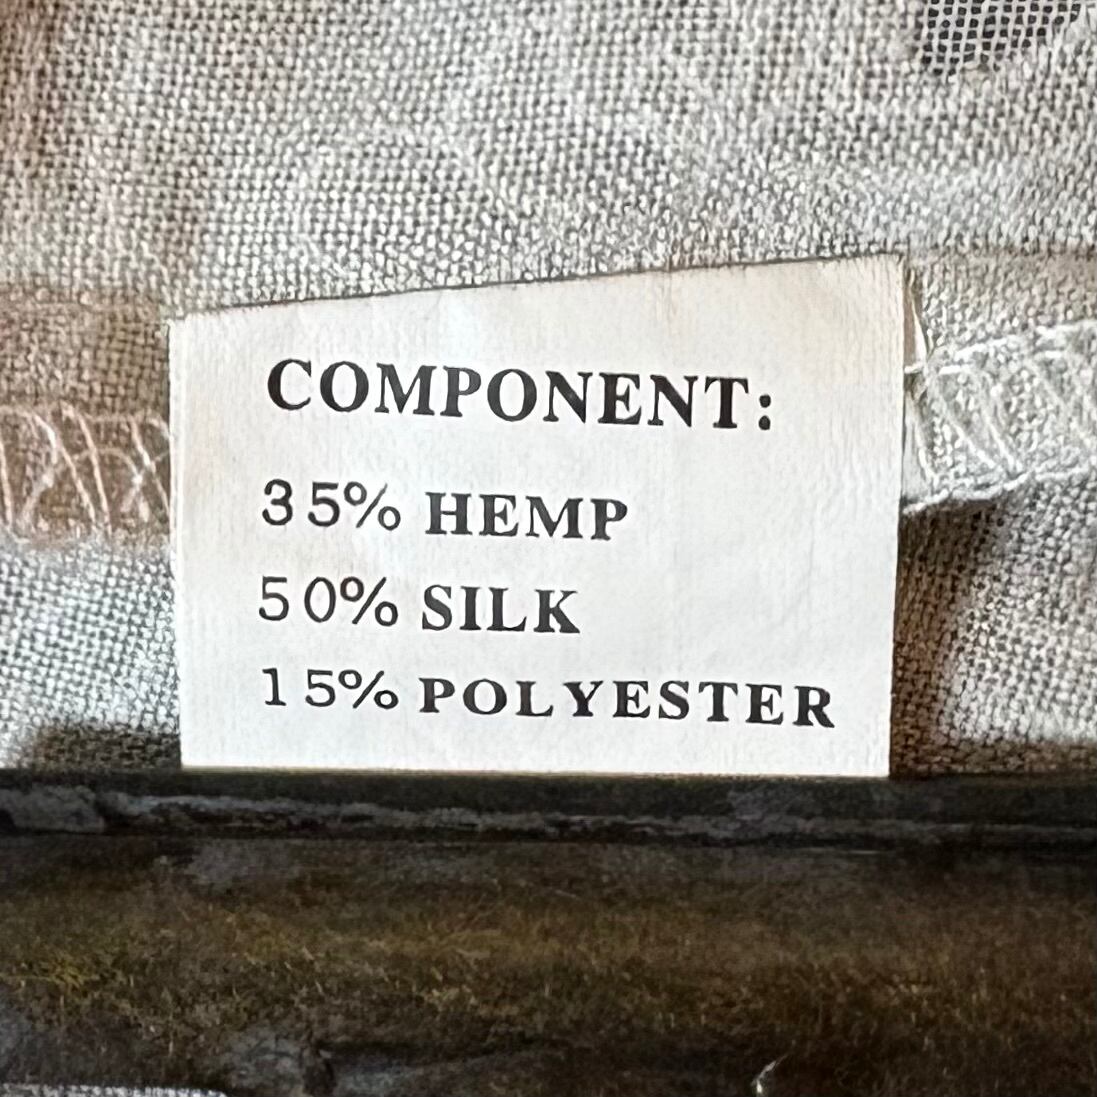 COMPONENT:
35% HEMP
50% SILK
15% POLYESTER